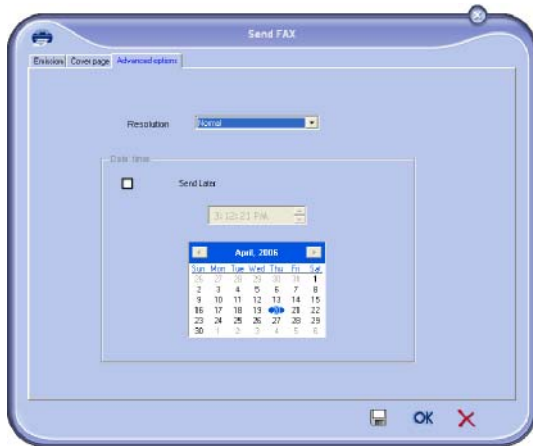 Send FAX
Emission Cover page Advanced options
Resolution Normal
Date timer
Send Later
3:12:21 PM
April, 2006
Sun Mon Tue Wed Thu Fri Sat
26 27 28 29 30 31 1
2 3 4 5 6 7 8
9 10 11 12 13 14 15
16 17 18 19 20 21 22
23 24 25 26 27 28 29
30 1 2 3 4 5 6
OK